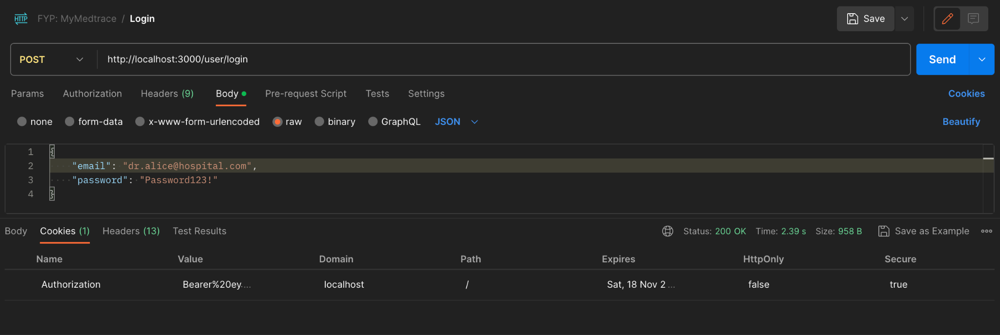 HTTP FYP: MyMedtrace / Login Save
POST http://localhost:3000/user/login Send
Params Authorization Headers (9) Body Pre-request Script Tests Settings Cookies
none form-data x-www-form-urlencoded raw binary GraphQL JSON Beautify
1 {
2 "email": "dr.alice@hospital.com",
3 "password": "Password123!"
4 }
Body Cookies (1) Headers (13) Test Results Status: 200 OK Time: 2.39 s Size: 958 B Save as Example
Name Value Domain Path Expires HttpOnly Secure
Authorization Bearer%20ey.... localhost / Sat, 18 Nov 2 ... false true